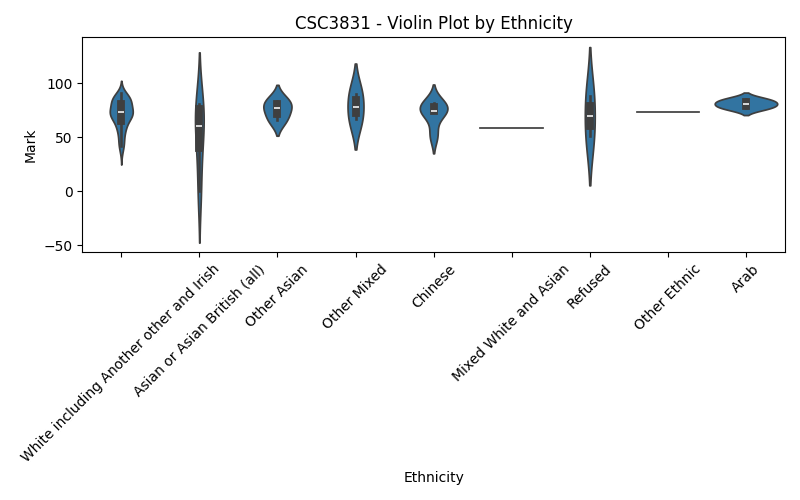 CSC3831 - Violin Plot by Ethnicity
Mark
100
50
0
−50
White including Another other and Irish
Asian or Asian British (all)
Other Asian
Other Mixed
Chinese
Mixed White and Asian
Refused
Other Ethnic
Arab
Ethnicity